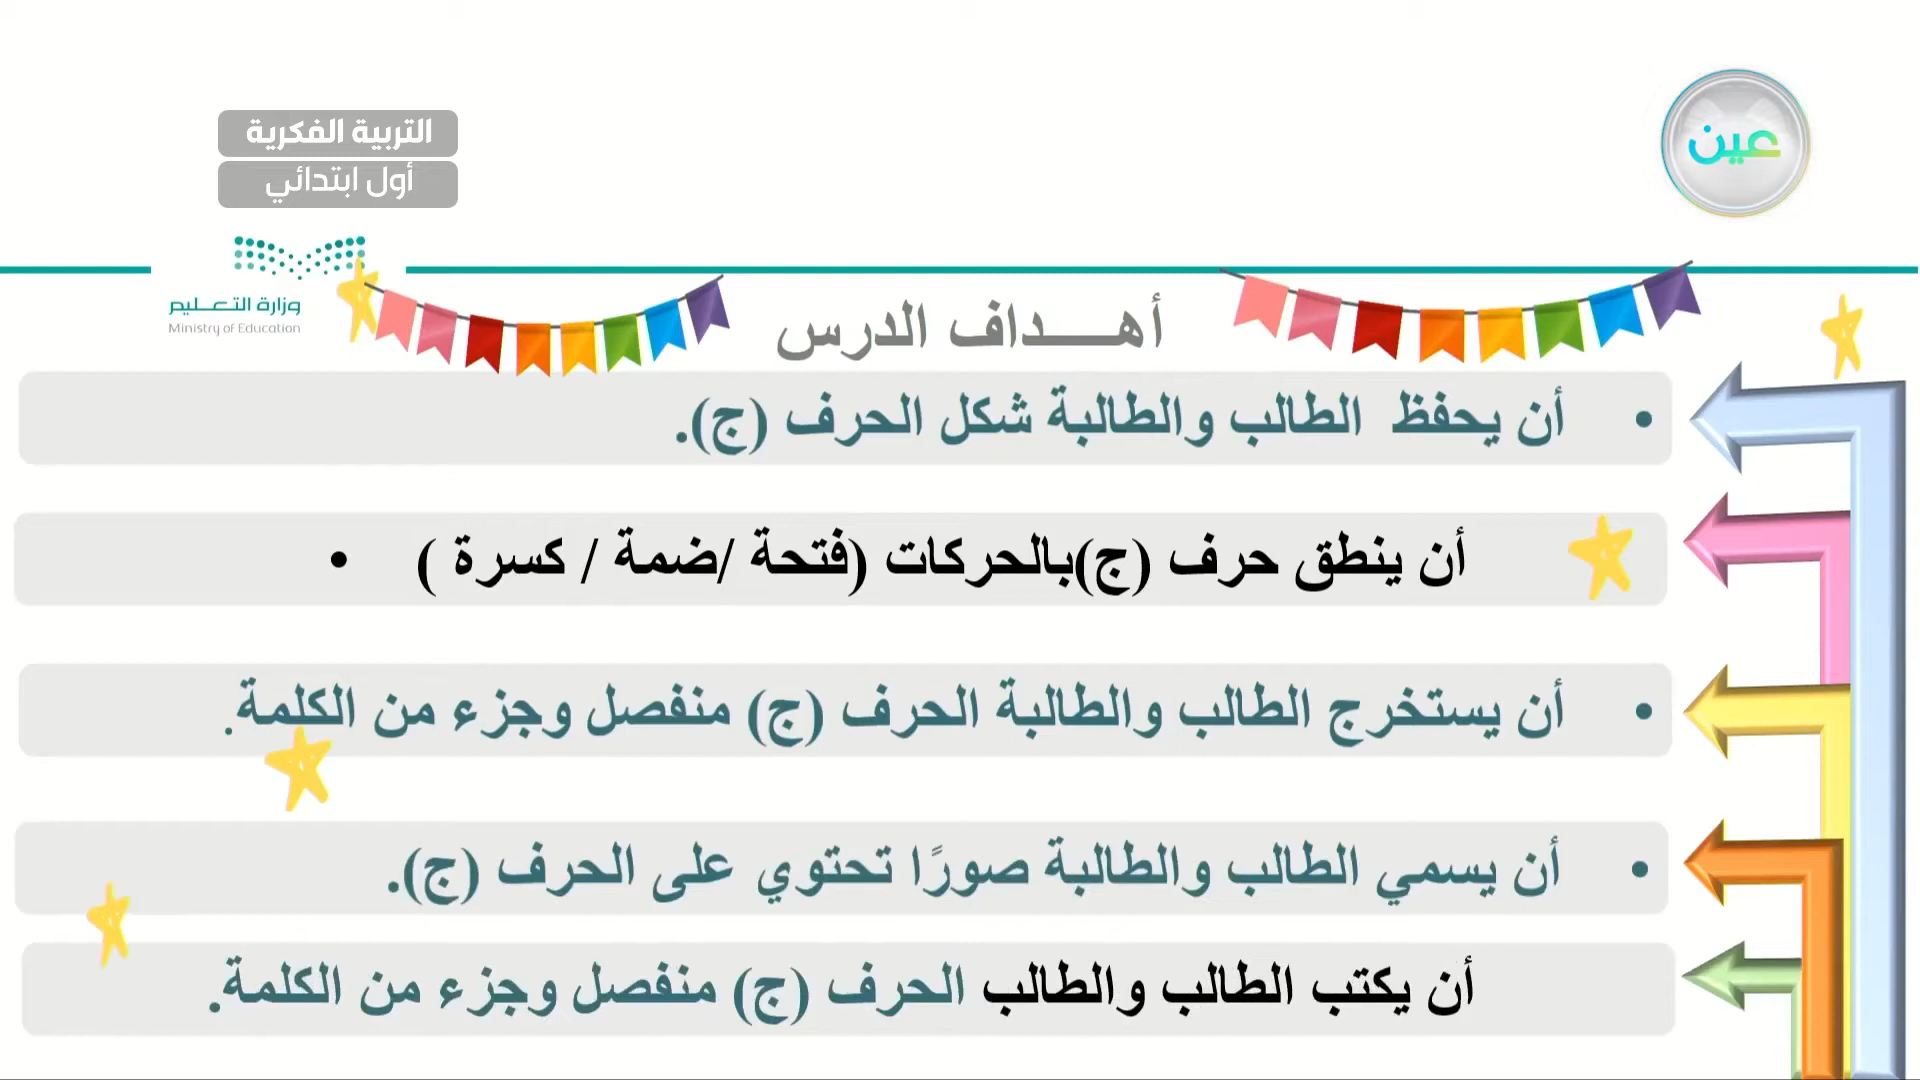 عين
التربية الفكرية
أول ابتدائي
وزارة التعليم
Ministry of Education
أهـــداف الدرس
• أن يحفظ الطالب والطالبة شكل الحرف (ج).
أن ينطق حرف (ج)بالحركات (فتحة /ضمة / كسرة ) •
• أن يستخرج الطالب والطالبة الحرف (ج) منفصل وجزء من الكلمة.
• أن يسمي الطالب والطالبة صورًا تحتوي على الحرف (ج).
أن يكتب الطالب والطالب الحرف (ج) منفصل وجزء من الكلمة.